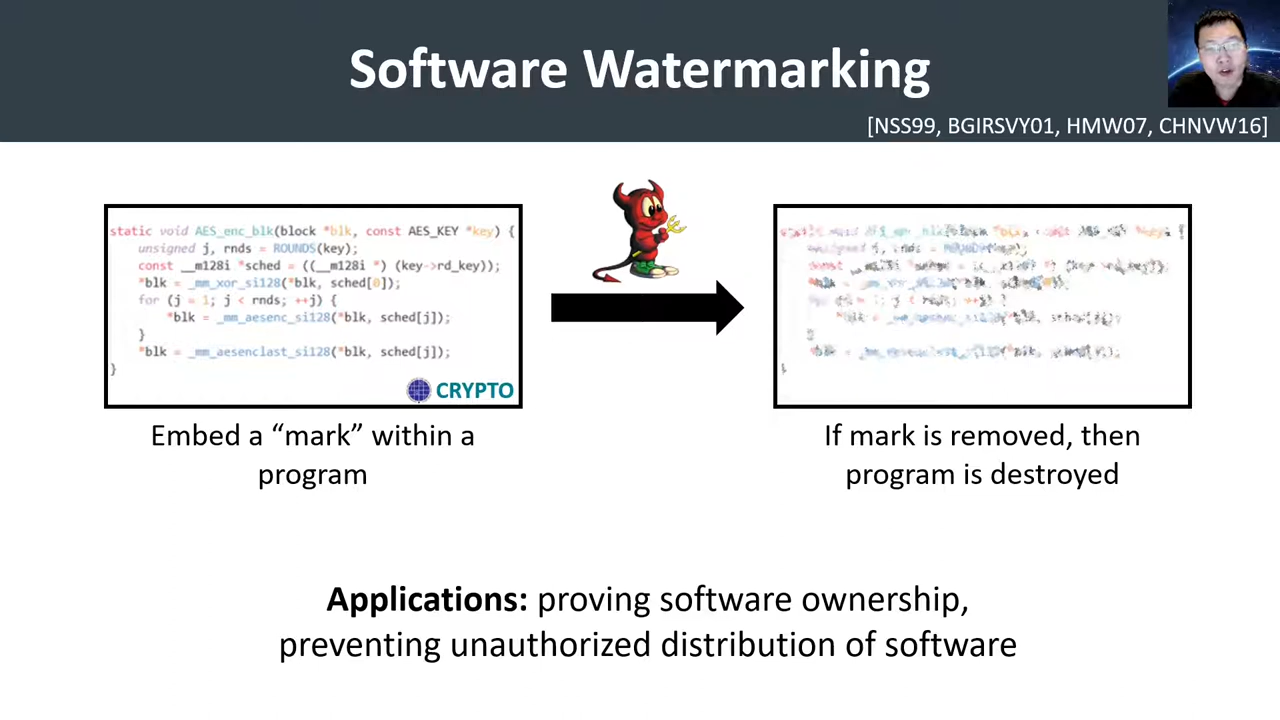 Software Watermarking
[NSS99, BGIRSVY01, HMW07, CHNVW16]
static void AES_enc_blk(block *blk, const AES_KEY *key) {
unsigned j, rnds = ROUNDS(key);
const __m128i *sched = ((__m128i *) (key->rd_key));
*blk = _mm_xor_si128(*blk, sched[0]);
for (j = 1; j < rnds; ++j) {
*blk = _mm_aesenc_si128(*blk, sched[j]);
}
*blk = _mm_aesenclast_si128(*blk, sched[j]);
}
CRYPTO
Embed a “mark” within a
program
If mark is removed, then
program is destroyed
Applications: proving software ownership,
preventing unauthorized distribution of software